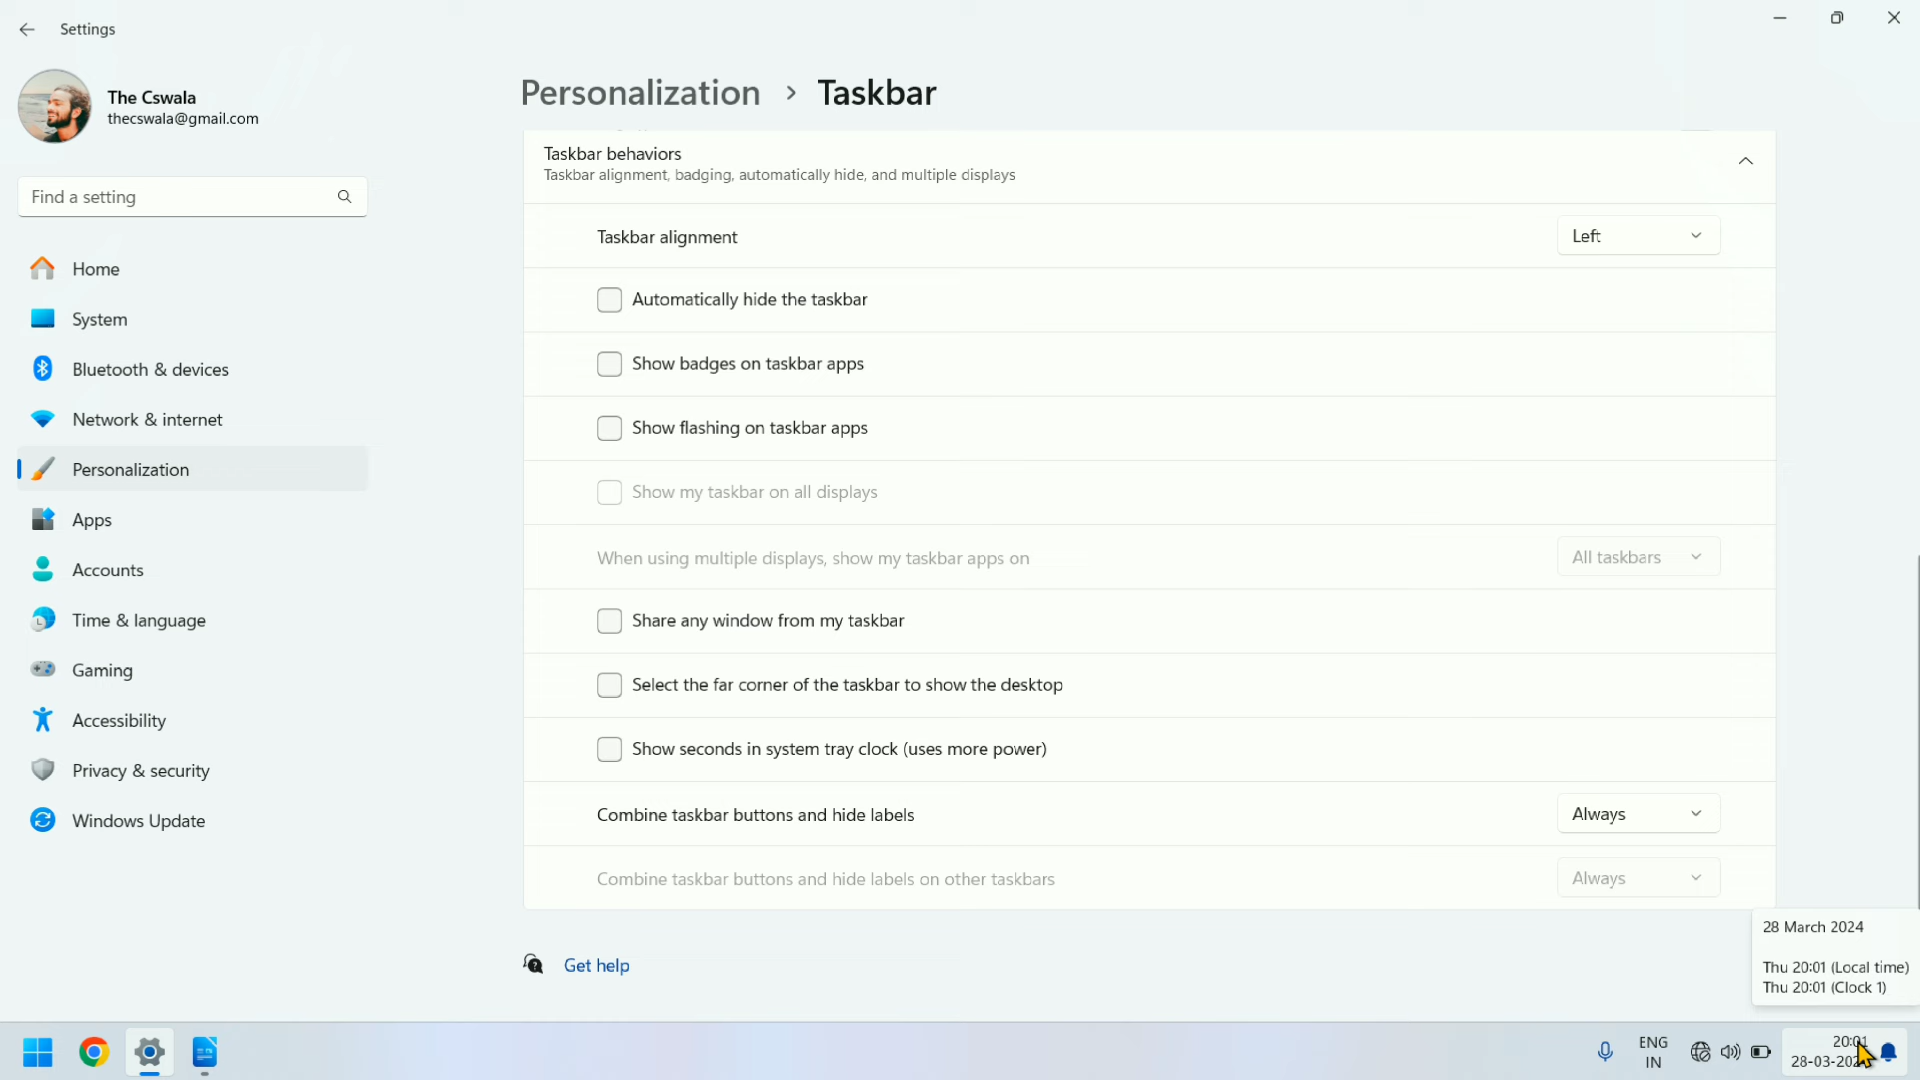 Settings
The Cswala
thecswala@gmail.com
Find a setting
Home
System
Bluetooth & devices
Network & internet
Personalization
Apps
Accounts
Time & language
Gaming
Accessibility
Privacy & security
Windows Update
Personalization > Taskbar
Taskbar behaviors
Taskbar alignment, badging, automatically hide, and multiple displays
Taskbar alignment Left
Automatically hide the taskbar
Show badges on taskbar apps
Show flashing on taskbar apps
Show my taskbar on all displays
When using multiple displays, show my taskbar apps on All taskbars
Share any window from my taskbar
Select the far corner of the taskbar to show the desktop
Show seconds in system tray clock (uses more power)
Combine taskbar buttons and hide labels Always
Combine taskbar buttons and hide labels on other taskbars Always
Get help
28 March 2024
Thu 20:01 (Local time)
Thu 20:01 (Clock 1)
ENG
IN
20:01